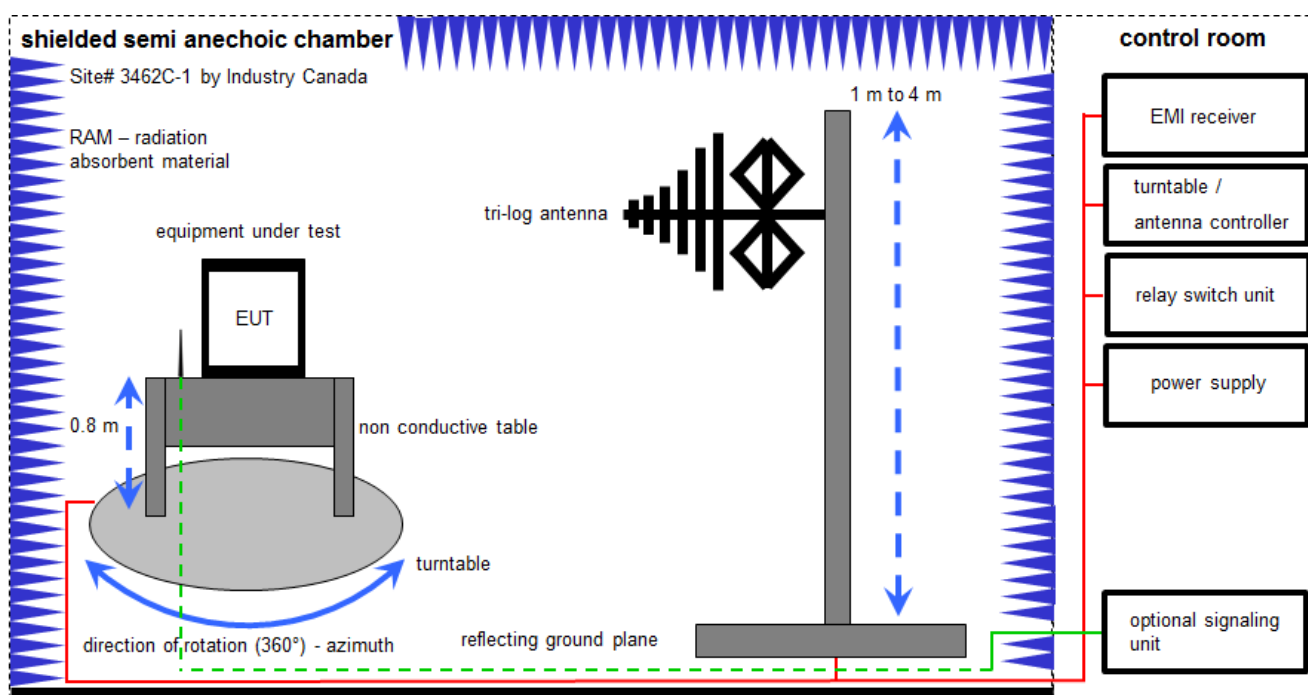 shielded semi anechoic chamber
Site# 3462C-1 by Industry Canada
RAM – radiation
absorbent material
equipment under test
EUT
0.8 m
non conductive table
turntable
direction of rotation (360°) - azimuth
tri-log antenna
1 m to 4 m
reflecting ground plane
control room
EMI receiver
turntable /
antenna controller
relay switch unit
power supply
optional signaling
unit